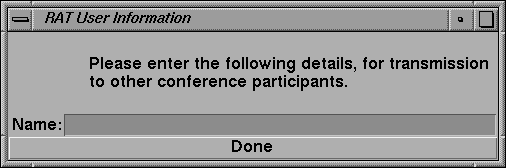 RAT User Information
Please enter the following details, for transmission
to other conference participants.
Name:
Done